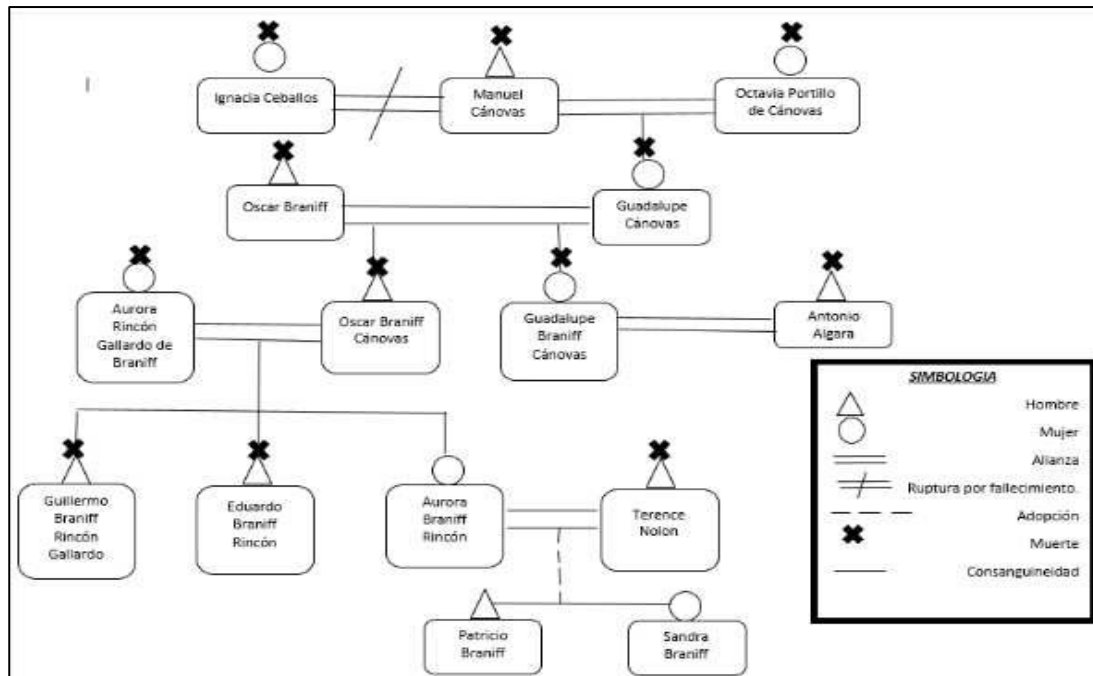 Ignacia Ceballos
Manuel
Cánovas
Octavia Portillo
de Cánovas
Oscar Braniff
Guadalupe
Cánovas
Aurora
Rincón
Gallardo de
Braniff
Oscar Braniff
Cánovas
Guadalupe
Braniff
Cánovas
Antonio
Algara
Guillermo
Braniff
Rincón
Gallardo
Eduardo
Braniff
Rincón
Aurora
Braniff
Rincón
Terence
Nolon
Patricio
Braniff
Sandra
Braniff
SIMBOLOGIA
Hombre
Mujer
Alianza
Ruptura por fallecimiento.
Adopción
Muerte
Consanguineidad